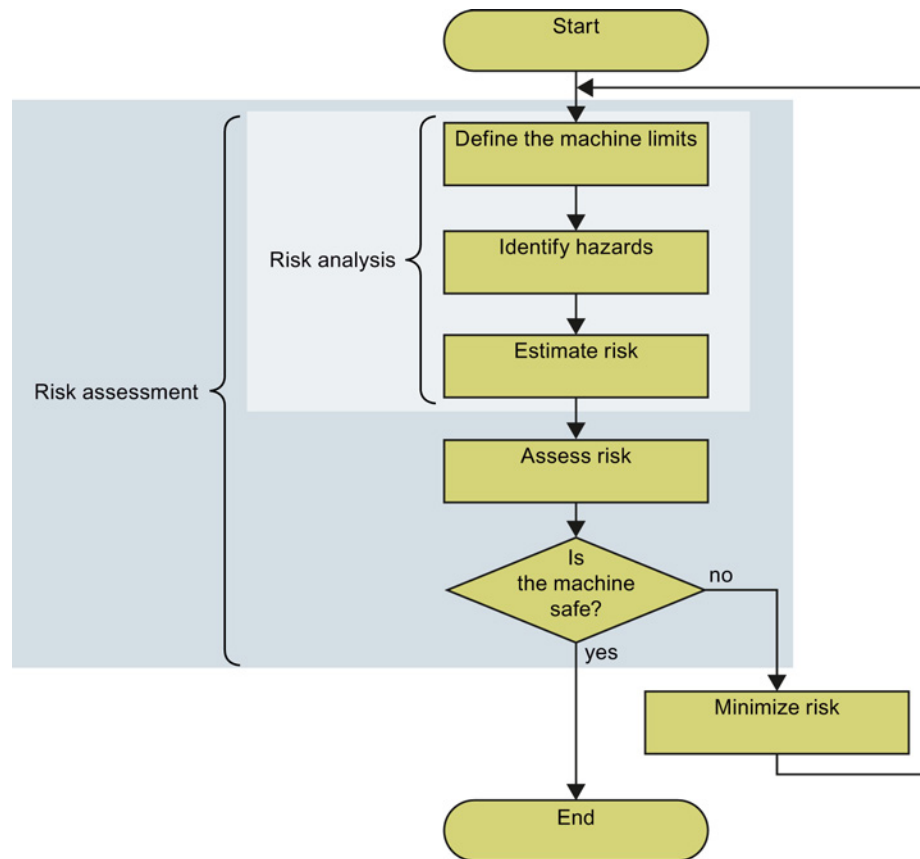 Start
Define the machine limits
Identify hazards
Risk analysis
Estimate risk
Risk assessment
Assess risk
Is
the machine
safe?
no
yes
Minimize risk
End